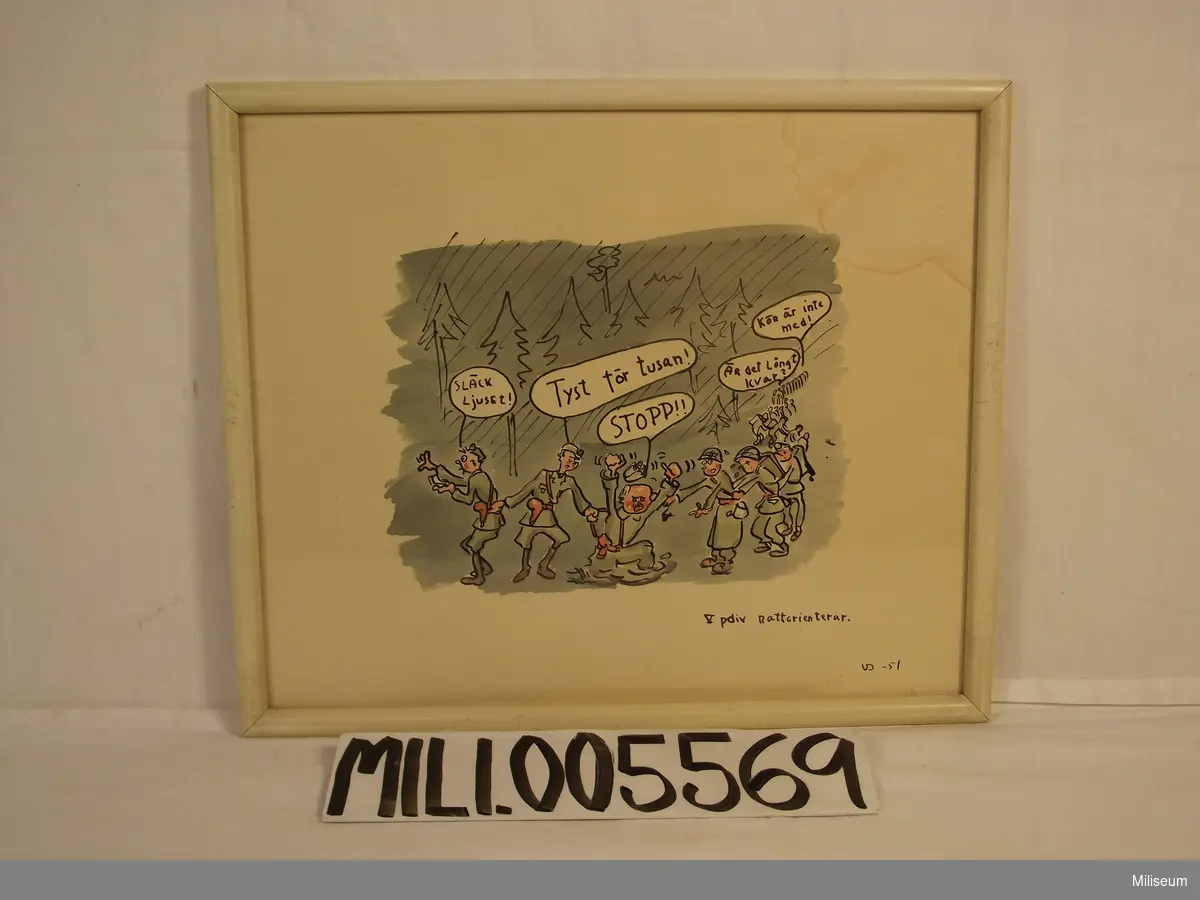 SLÄCK
LJUSET!
Tyst för tusan!
STOPP!!
ÄR det Långt
kvar?
Kön är inte
med!
V pdiv nattorienterar.
UJ -51
MILI.005569
Miliseum